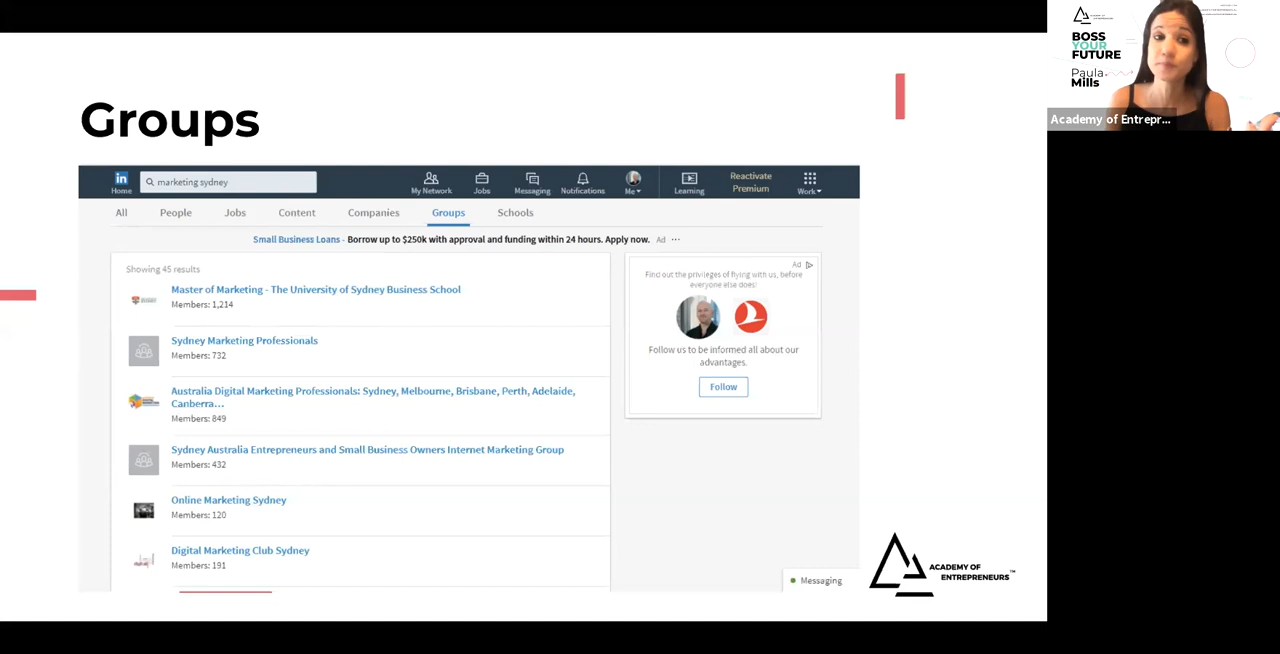 Groups
in
Home
marketing sydney
My Network
Jobs
Messaging
Notifications
Me
Learning
Reactivate
Premium
Work
All
People
Jobs
Content
Companies
Groups
Schools
Small Business Loans - Borrow up to $250k with approval and funding within 24 hours. Apply now. Ad ...
Showing 45 results
Master of Marketing - The University of Sydney Business School
Members: 1,214
Sydney Marketing Professionals
Members: 732
Australia Digital Marketing Professionals: Sydney, Melbourne, Brisbane, Perth, Adelaide,
Canberra...
Members: 849
Sydney Australia Entrepreneurs and Small Business Owners Internet Marketing Group
Members: 432
Online Marketing Sydney
Members: 120
Digital Marketing Club Sydney
Members: 191
Ad
Find out the privileges of flying with us, before
everyone else does!
Follow us to be informed all about our
advantages.
Follow
Messaging
ACADEMY OF
ENTREPRENEURS™
BOSS
YOUR
FUTURE
Paula
Mills
Academy of Entrepr...